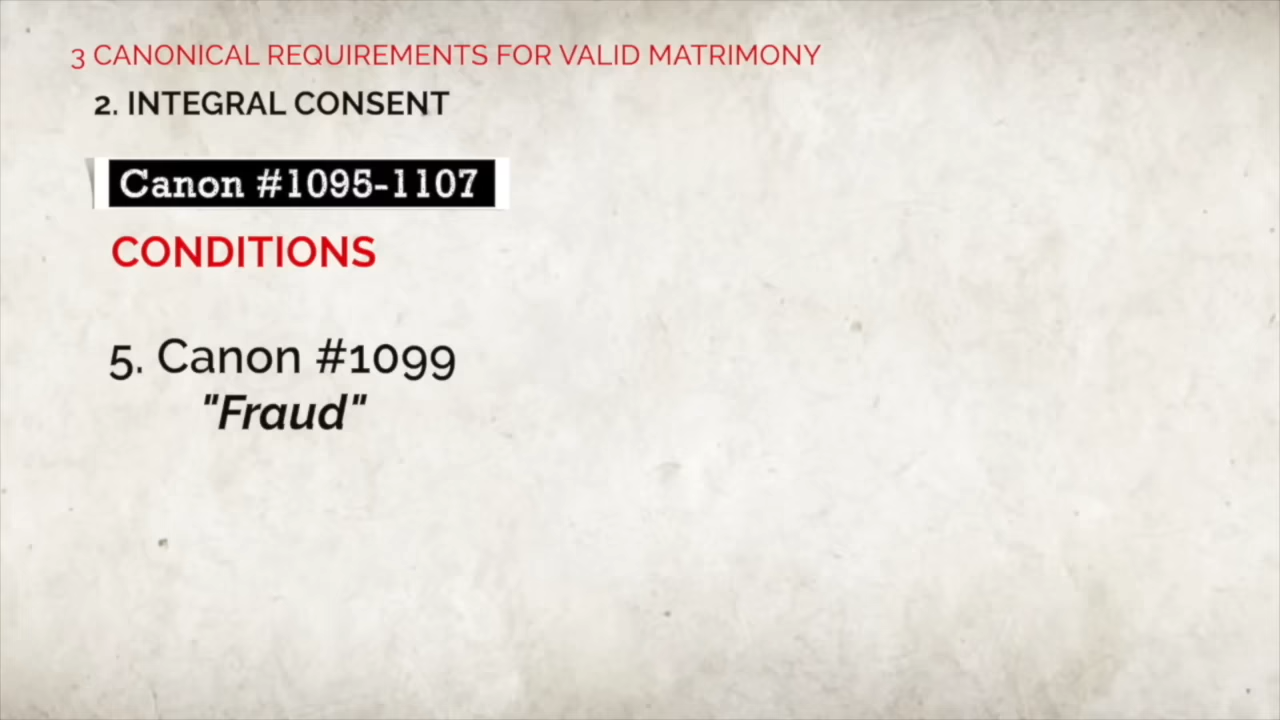 3 CANONICAL REQUIREMENTS FOR VALID MATRIMONY
2. INTEGRAL CONSENT
Canon #1095-1107
CONDITIONS
5. Canon #1099
"Fraud"